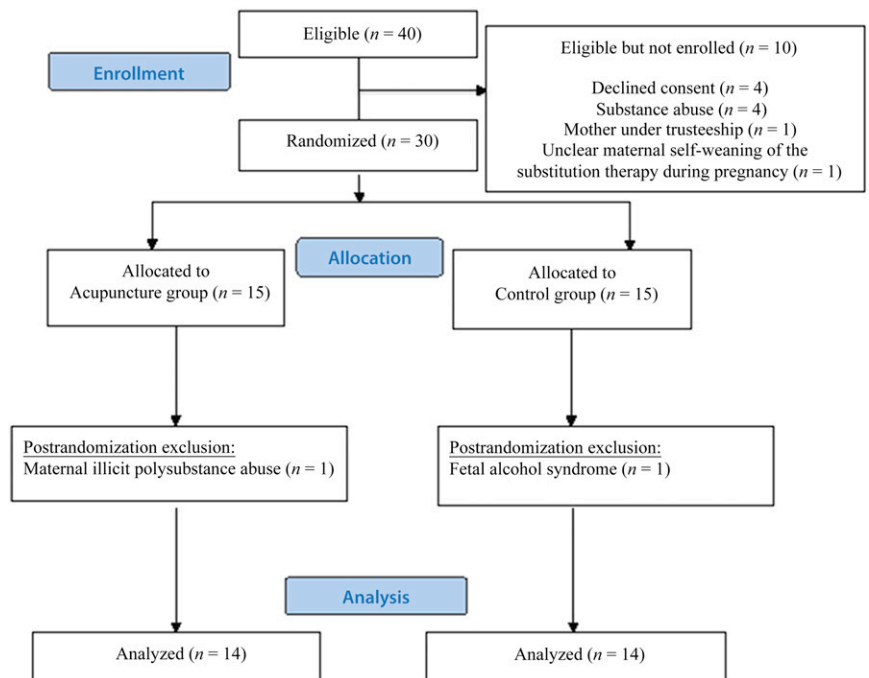 Eligible (n = 40)
Enrollment
Eligible but not enrolled (n = 10)
Declined consent (n = 4)
Substance abuse (n = 4)
Mother under trusteeship (n = 1)
Unclear maternal self-weaning of the
substitution therapy during pregnancy (n = 1)
Randomized (n = 30)
Allocation
Allocated to
Acupuncture group (n = 15)
Allocated to
Control group (n = 15)
Postrandomization exclusion:
Maternal illicit polysubstance abuse (n = 1)
Postrandomization exclusion:
Fetal alcohol syndrome (n = 1)
Analysis
Analyzed (n = 14)
Analyzed (n = 14)